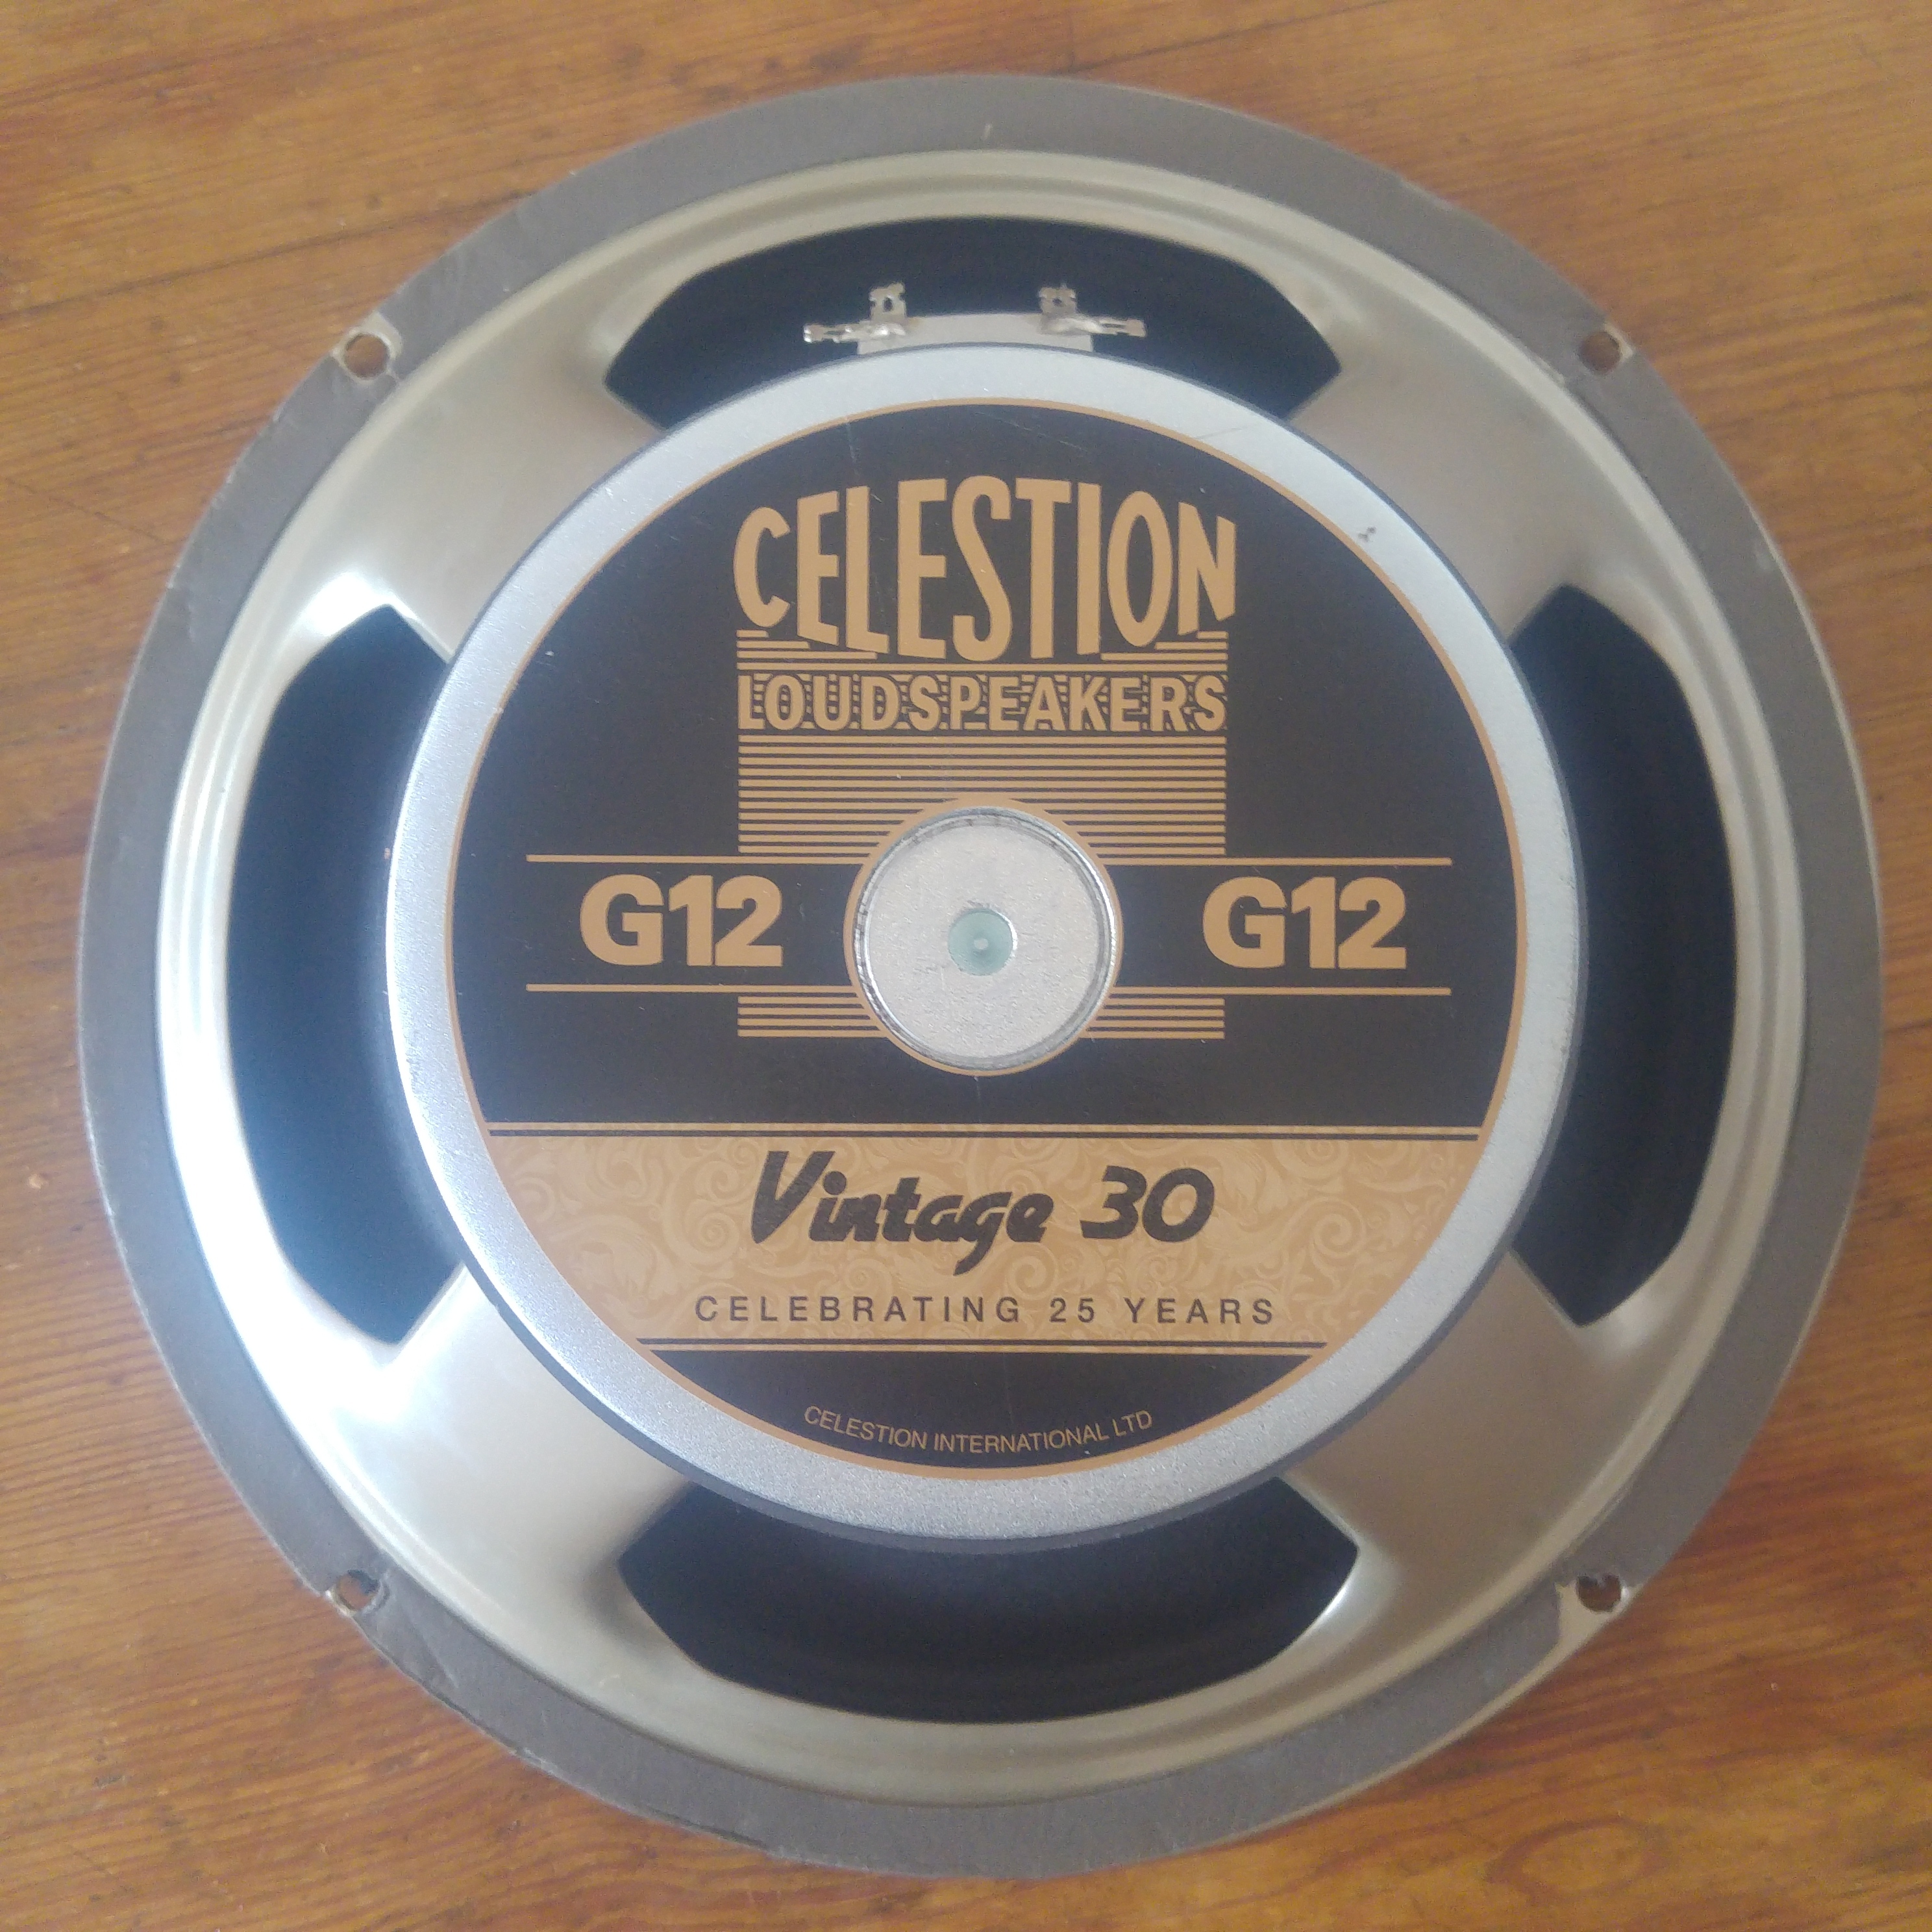 CELESTION
LOUDSPEAKERS
G12 G12
Vintage 30
CELEBRATING 25 YEARS
CELESTION INTERNATIONAL LTD